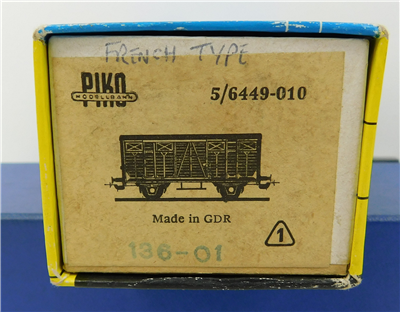 FRENCH TYPE
PIKO
MODELLBAHN
5/6449-010
Made in GDR
1
136-01